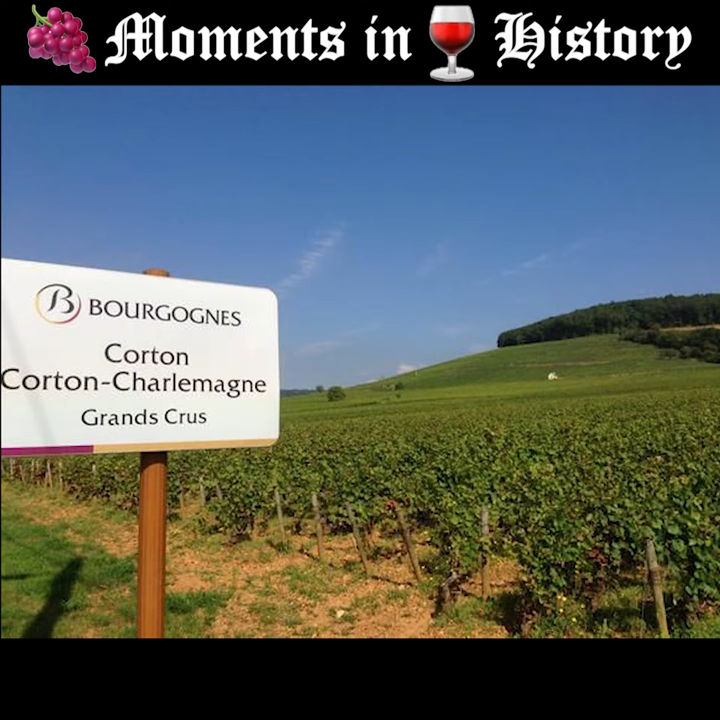 Moments in History
B BOURGOGNES
Corton
Corton-Charlemagne
Grands Crus